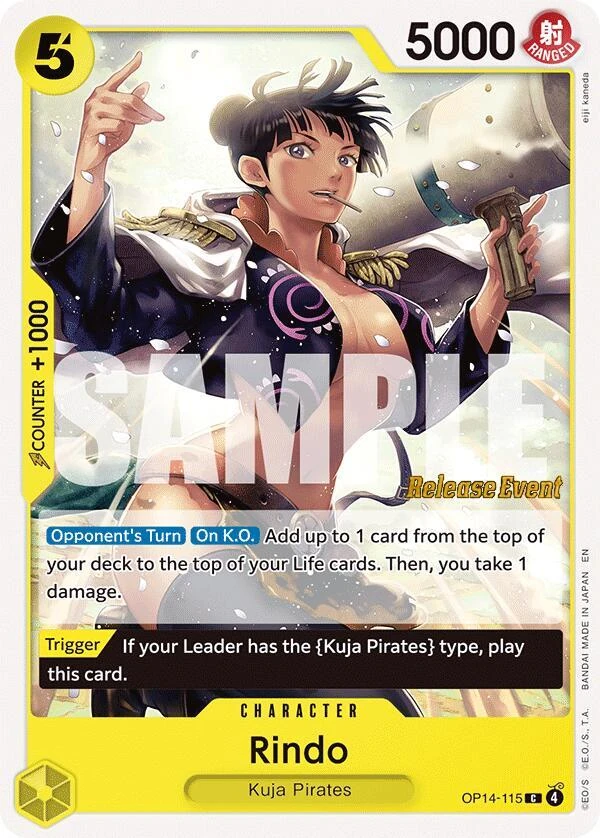 5
5000
射
RANGED
eiji kaneda
COUNTER +1000
SAMPLE
Release Event
Opponent's Turn On K.O. Add up to 1 card from the top of
your deck to the top of your Life cards. Then, you take 1
damage.
Trigger If your Leader has the {Kuja Pirates} type, play
this card.
CHARACTER
Rindo
Kuja Pirates
OP14-115 C 4
©EO/S ©E.O./S., T.A. BANDAI MADE IN JAPAN EN